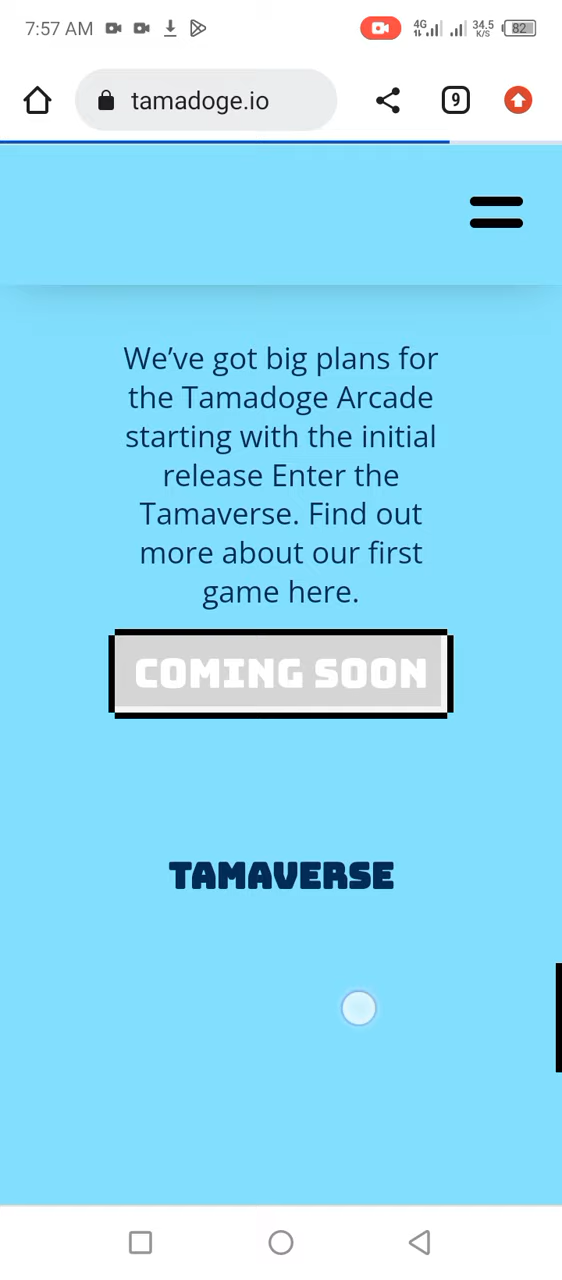 7:57 AM 4G 34.5 K/S 82
tamadoge.io 9
We’ve got big plans for
the Tamadoge Arcade
starting with the initial
release Enter the
Tamaverse. Find out
more about our first
game here.
COMING SOON
TAMAVERSE